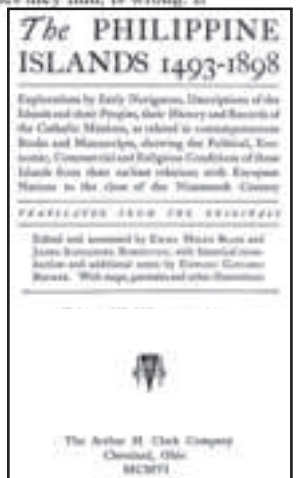 The PHILIPPINE
ISLANDS 1493-1898
Explorations by Early Navigators, Descriptions of the
Islands and their Peoples, their History and Records of
the Catholic Missions, as related in contemporaneous
Books and Manuscripts, showing the Political, Eco-
nomic, Commercial and Religious Conditions of those
Islands from their earliest relations with European
Nations to the close of the Nineteenth Century
TRANSLATED FROM THE ORIGINALS
Edited and annotated by EMMA HELEN BLAIR and
JAMES ALEXANDER ROBERTSON, with historical intro-
duction and additional notes by EDWARD GAYLORD
BOURNE. With maps, portraits and other illustrations
The Arthur H. Clark Company
Cleveland, Ohio
MCMVI